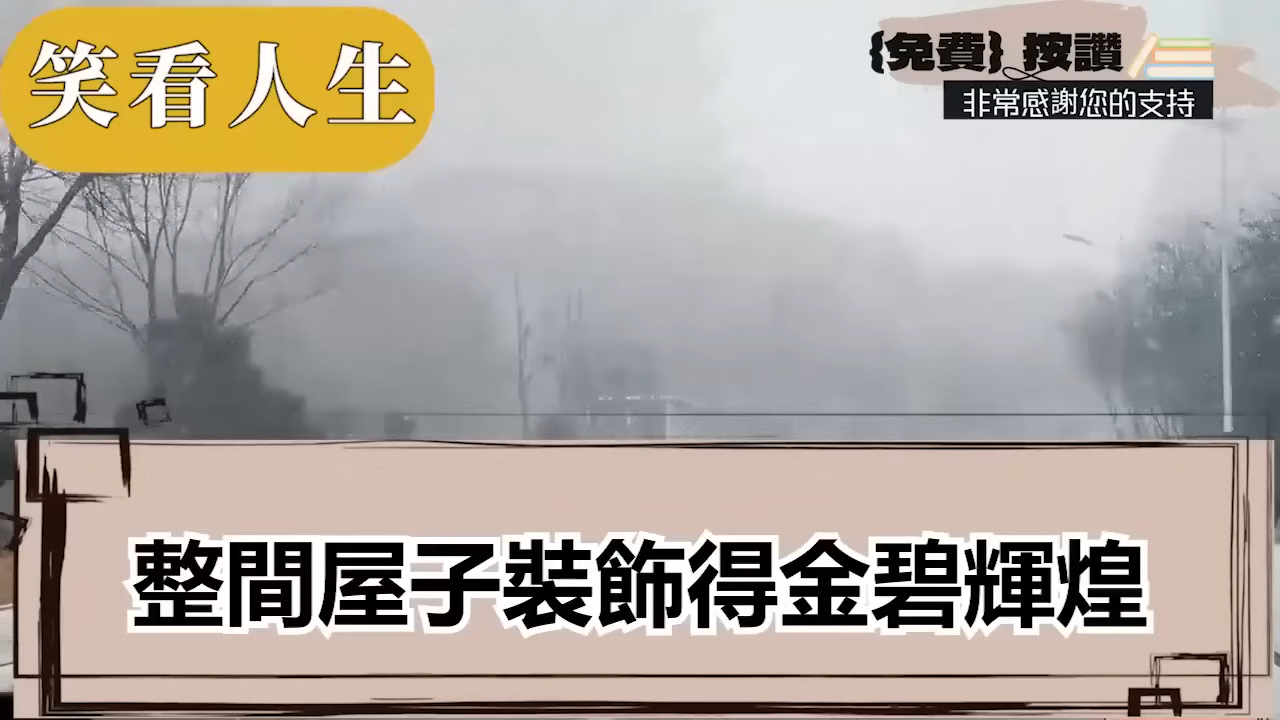 笑看人生
{免費} 按讚
非常感謝您的支持
整間屋子裝飾得金碧輝煌